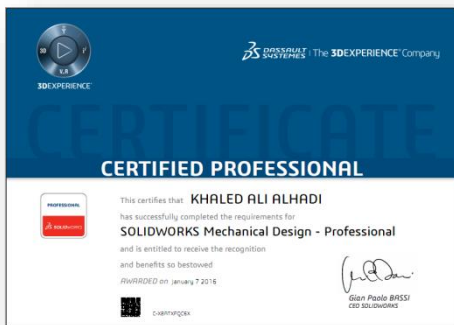 3D i² V,R
3DEXPERIENCE
DASSAULT SYSTEMES | The 3DEXPERIENCE Company
CERTIFICATE
CERTIFIED PROFESSIONAL
PROFESSIONAL
SOLIDWORKS
This certifies that KHALED ALI ALHADI
has successfully completed the requirements for
SOLIDWORKS Mechanical Design - Professional
and is entitled to receive the recognition
and benefits so bestowed
AWARDED on january 7 2016
Gian Paolo BASSI
CEO SOLIDWORKS